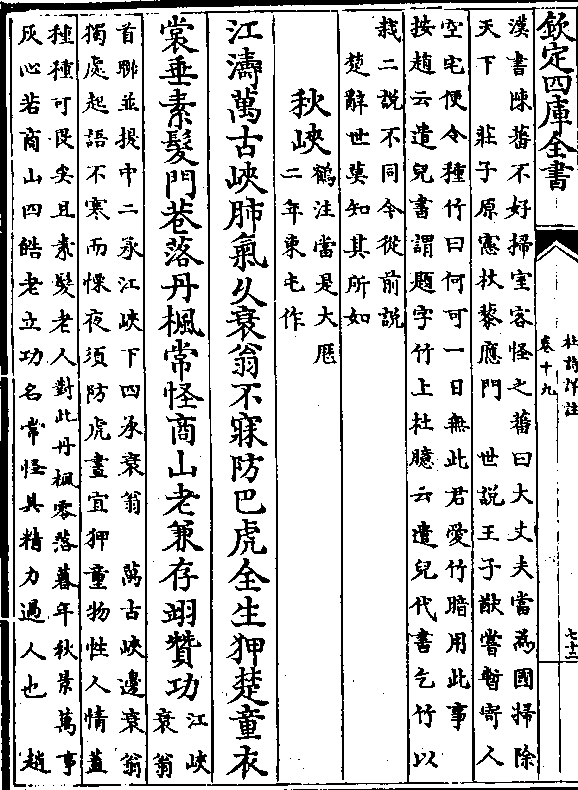 欽定四庫全書
杜詩詳註
卷十九
七十二
漢書陳蕃不好掃室客怪之蕃曰大丈夫當為國掃除
天下　莊子原憲杖藜應門　世說王子猷嘗暫寄人
空宅便令種竹曰何可一日無此君愛竹暗用此事
按趙云遣兒書謂題字竹上杜臆云遣兒代書乞竹以
栽二說不同今從前說
楚辭世莫知其所如
秋峽
鶴注當是大厯
二年東屯作
江濤萬古峽肺氣久衰翁不寐防巴虎全生狎楚童衣
裳垂素髮門巷落丹楓常怪商山老兼存翊贊功
江峽
衰翁
首聯並提中二承江峽下四承衰翁　萬古峽邊衰翁
獨處起語不寒而慄夜須防虎晝宜狎童物性人情蓋
種種可畏矣且素髮老人對此丹楓零落暮年秋景萬事
灰心若商山四皓老立功名常怪其精力過人也　趙